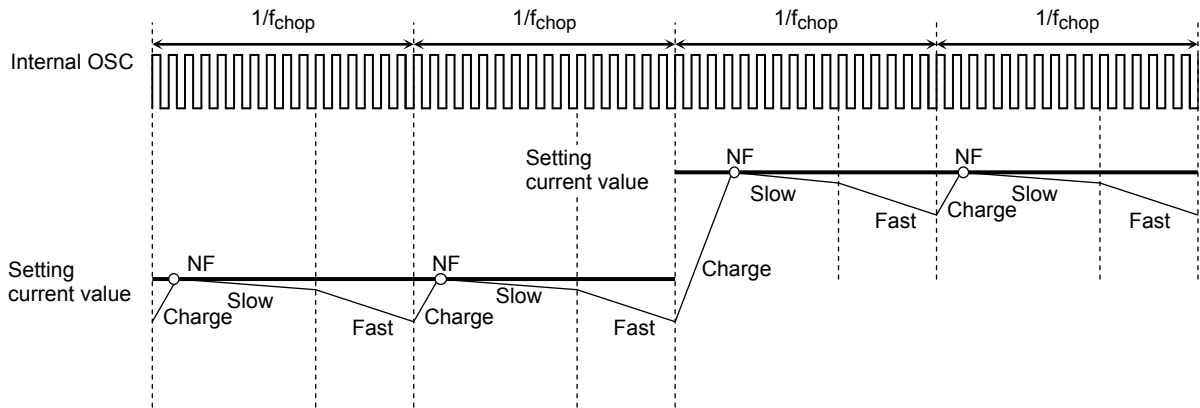 1/fchop 1/fchop 1/fchop 1/fchop
Internal OSC
Setting
current value
NF NF
Slow Slow
Fast Charge Fast
Charge
Setting
current value
NF NF
Slow Slow
Charge Fast Charge Fast